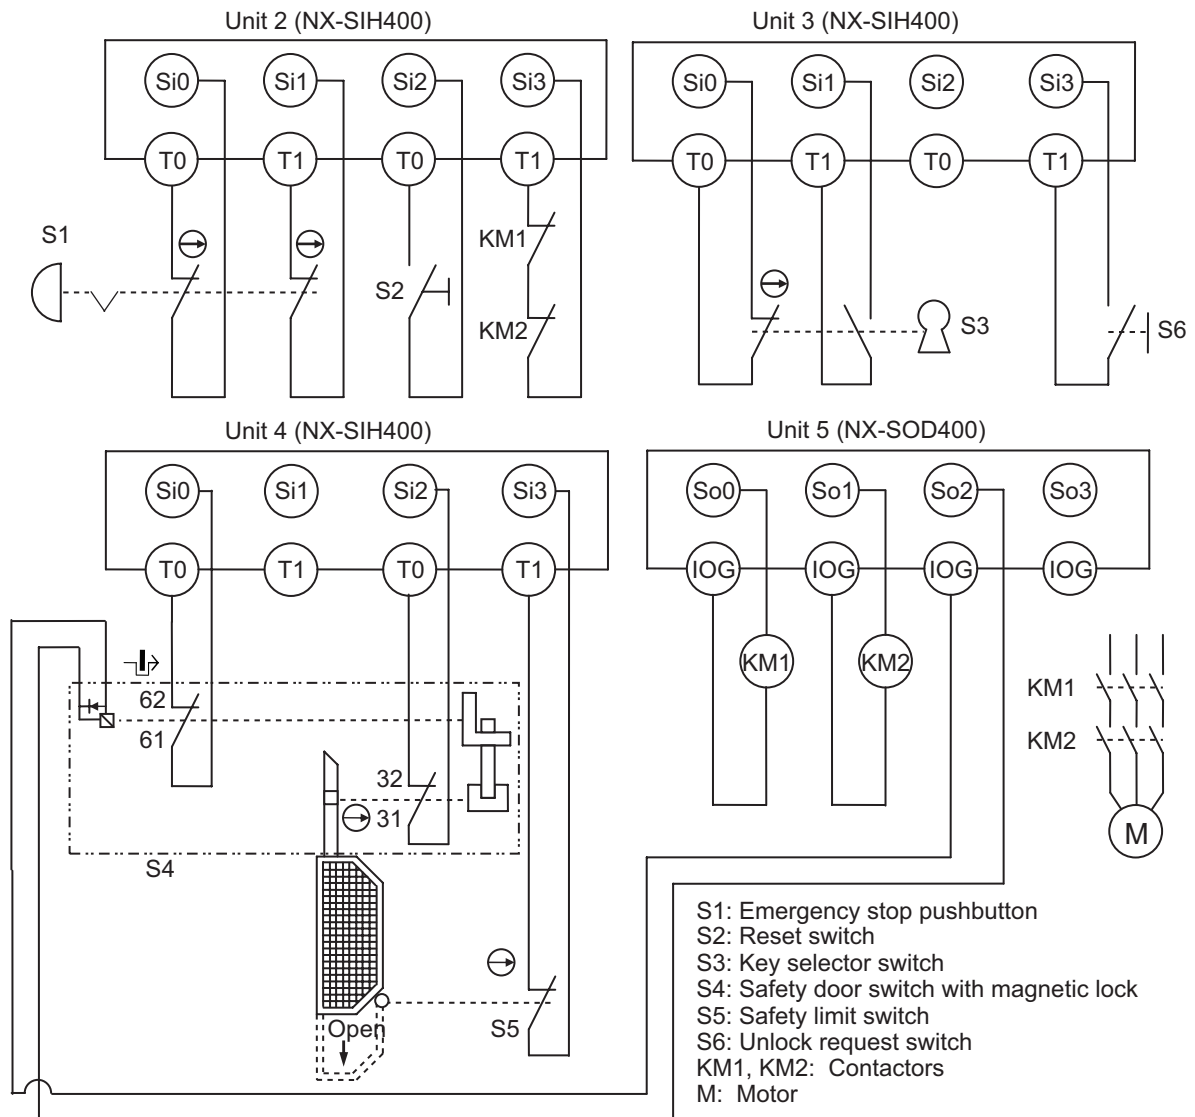 Unit 2 (NX-SIH400)
Si0 Si1 Si2 Si3
T0 T1 T0 T1
S1
S2
KM1
KM2
Unit 3 (NX-SIH400)
Si0 Si1 Si2 Si3
T0 T1 T0 T1
S3
S6
Unit 4 (NX-SIH400)
Si0 Si1 Si2 Si3
T0 T1 T0 T1
62
61
32
31
S4
S5
Open
Unit 5 (NX-SOD400)
So0 So1 So2 So3
IOG IOG IOG IOG
KM1 KM2
KM1
KM2
M
S1: Emergency stop pushbutton
S2: Reset switch
S3: Key selector switch
S4: Safety door switch with magnetic lock
S5: Safety limit switch
S6: Unlock request switch
KM1, KM2: Contactors
M: Motor